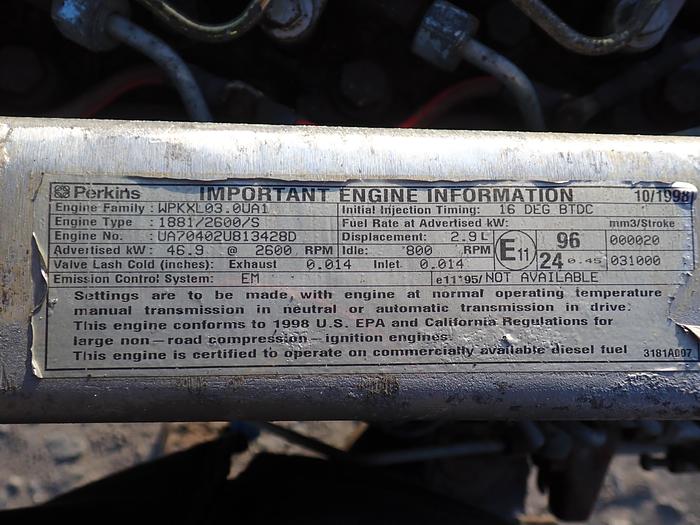 Perkins IMPORTANT ENGINE INFORMATION 10/1998
Engine Family : WPKXL03.0UA1 Initial Injection Timing: 16 DEG BTDC
Engine Type : 1881/2600/S Fuel Rate at Advertised kW: mm3/Stroke
Engine No. : UA70402U813428D Displacement: 2.9 L E11 96 000020
Advertised kW : 46.9 @ 2600 RPM Idle: 800 RPM 24 0.45 031000
Valve Lash Cold (inches): Exhaust 0.014 Inlet 0.014
Emission Control System: EM e11*95/ NOT AVAILABLE
Settings are to be made, with engine at normal operating temperature
manual transmission in neutral or automatic transmission in drive.
This engine conforms to 1998 U.S. EPA and California Regulations for
large non-road compression-ignition engines.
This engine is certified to operate on commercially available diesel fuel 3181A007